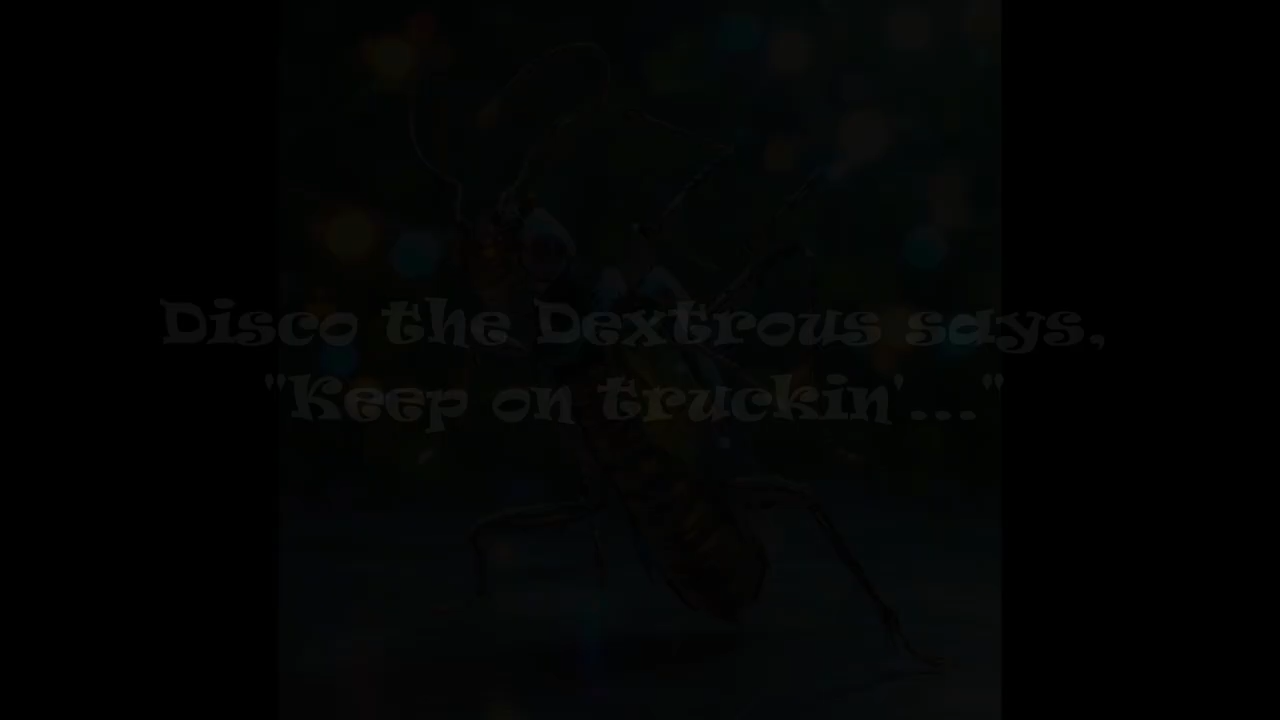 Disco the Dextrous says,
"Keep on truckin'..."